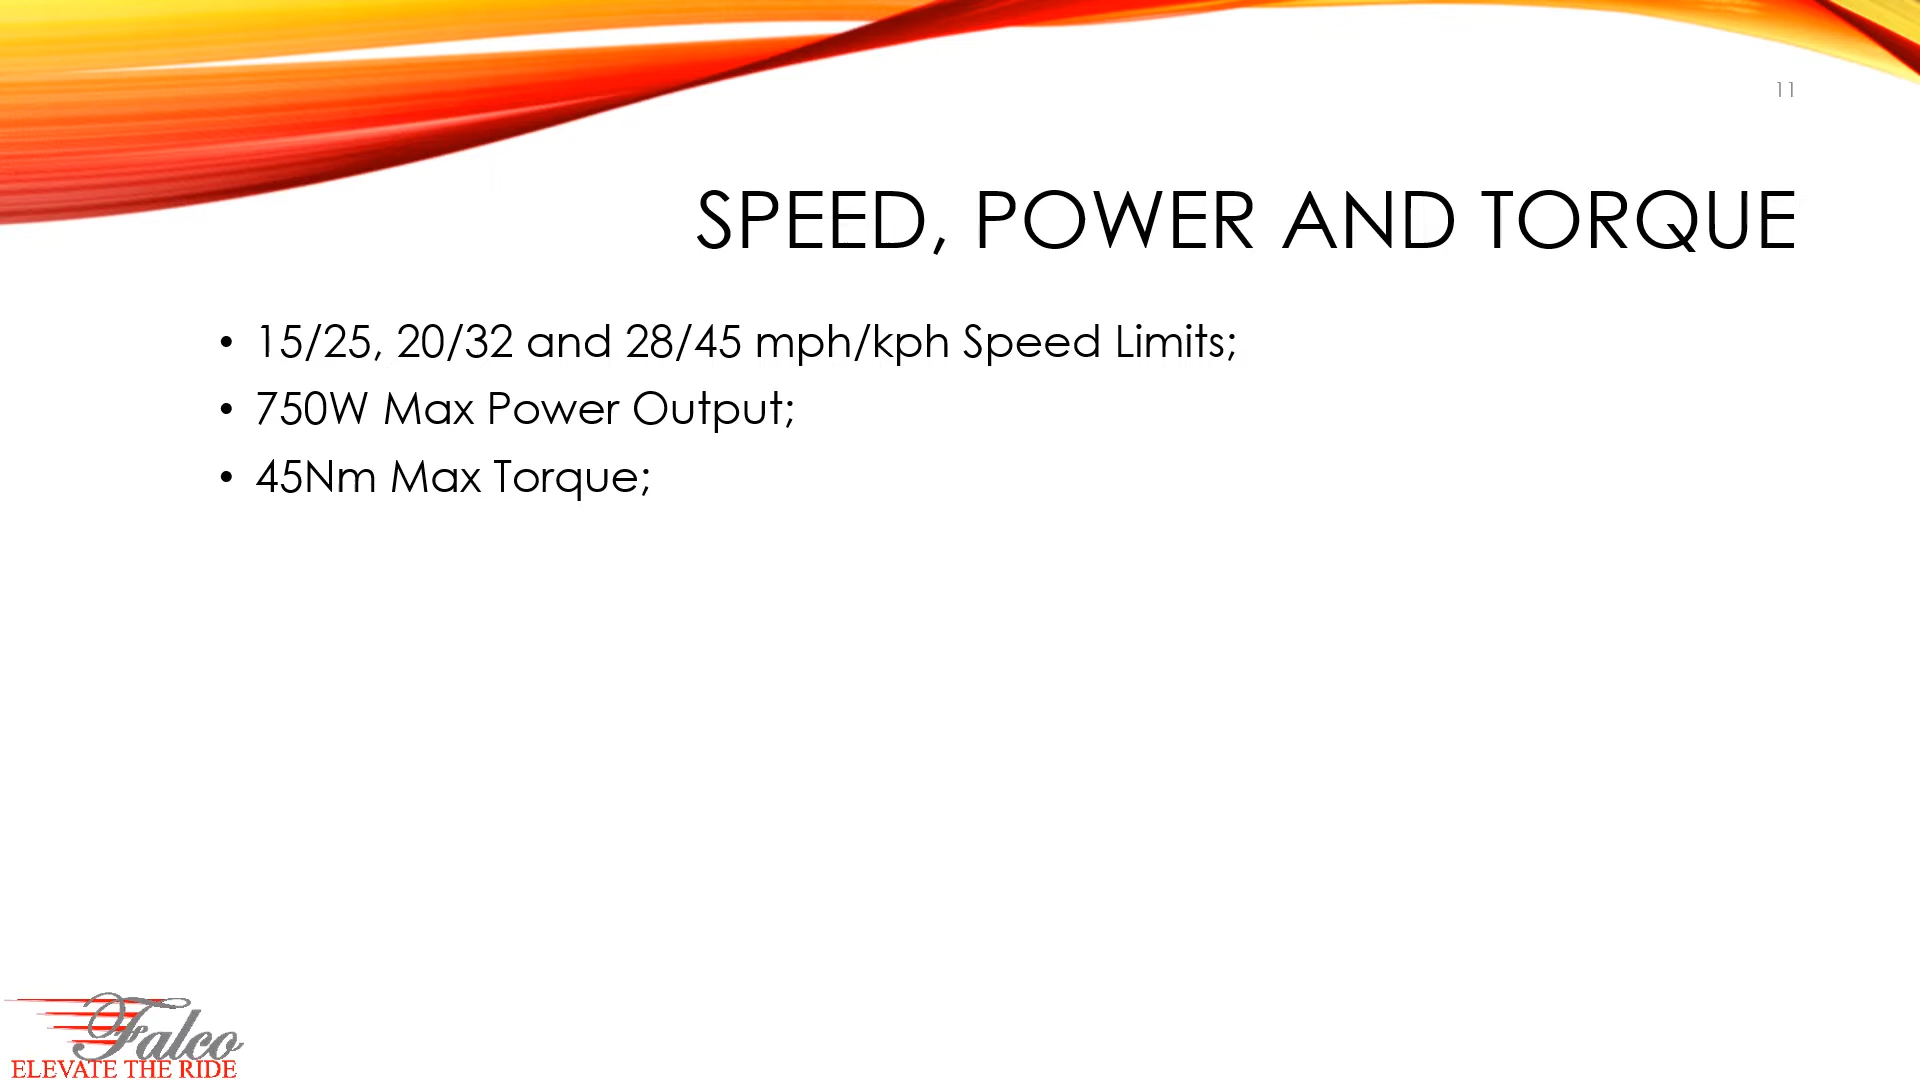 11
SPEED, POWER AND TORQUE
• 15/25, 20/32 and 28/45 mph/kph Speed Limits;
• 750W Max Power Output;
• 45Nm Max Torque;
Falco
ELEVATE THE RIDE